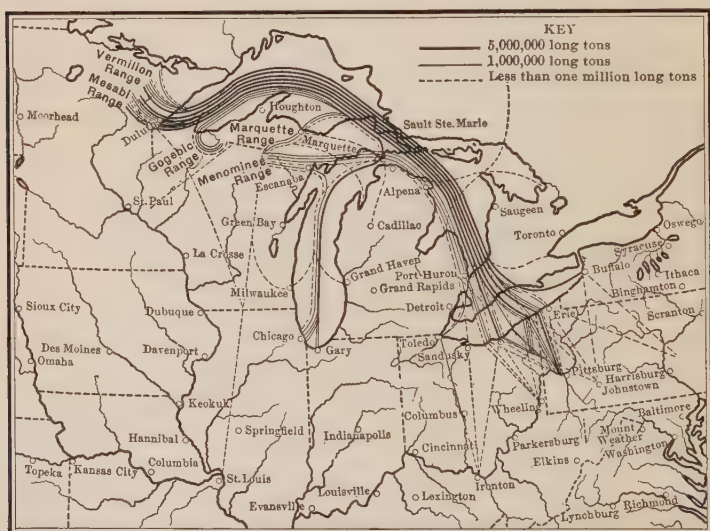 KEY
5,000,000 long tons
1,000,000 long tons
Less than one million long tons
Vermilion
Range
Mesabi
Range
Moorhead
Duluth
Houghton
Sault Ste. Marie
Gogebic
Range
Marquette
Range
Marquette
Menominee
Range
Escanaba
St. Paul
Alpena
Saugeen
Green Bay
Cadillac
Toronto
Oswego
Syracuse
La Crosse
Grand Haven
Port Huron
Grand Rapids
Buffalo
Ithaca
Binghamton
Milwaukee
Detroit
Erie
Scranton
Sioux City
Dubuque
Chicago
Gary
Toledo
Sandusky
Des Moines
Omaha
Davenport
Pittsburg
Harrisburg
Johnstown
Keokuk
Wheeling
Columbus
Baltimore
Springfield
Indianapolis
Hannibal
Cincinnati
Parkersburg
Mount
Weather
Washington
Elkins
Topeka
Kansas City
Columbia
St. Louis
Ironton
Evansville
Louisville
Lexington
Lynchburg
Richmond